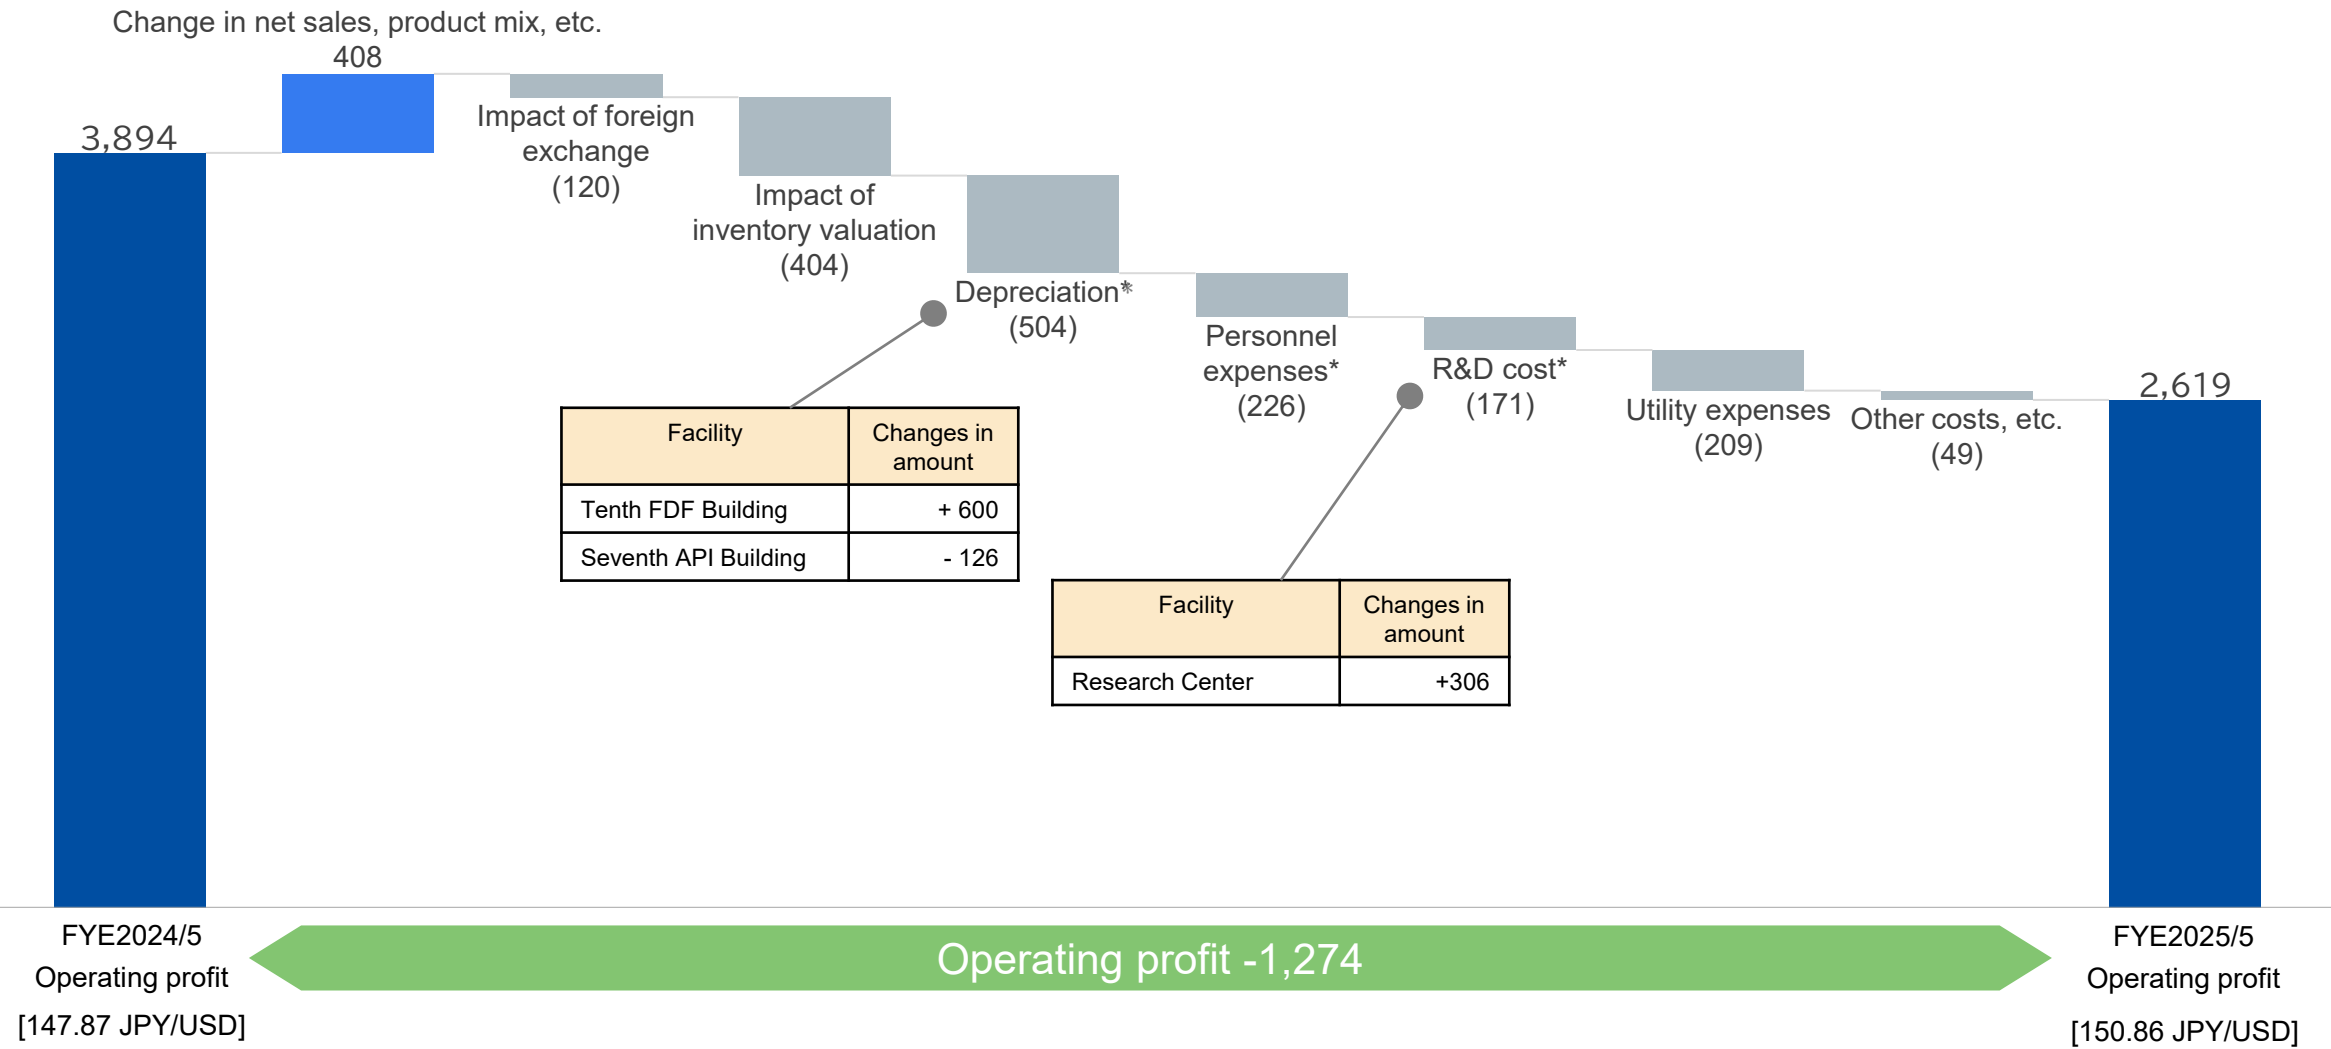 Change in net sales, product mix, etc.
408
3,894
Impact of foreign
exchange
(120)
Impact of
inventory valuation
(404)
Depreciation*
(504)
Personnel
expenses*
(226)
R&D cost*
(171)
Utility expenses
(209)
Other costs, etc.
(49)
2,619
Facility
Changes in
amount
Tenth FDF Building
+ 600
Seventh API Building
- 126
Facility
Changes in
amount
Research Center
+306
FYE2024/5
Operating profit
[147.87 JPY/USD]
Operating profit -1,274
FYE2025/5
Operating profit
[150.86 JPY/USD]